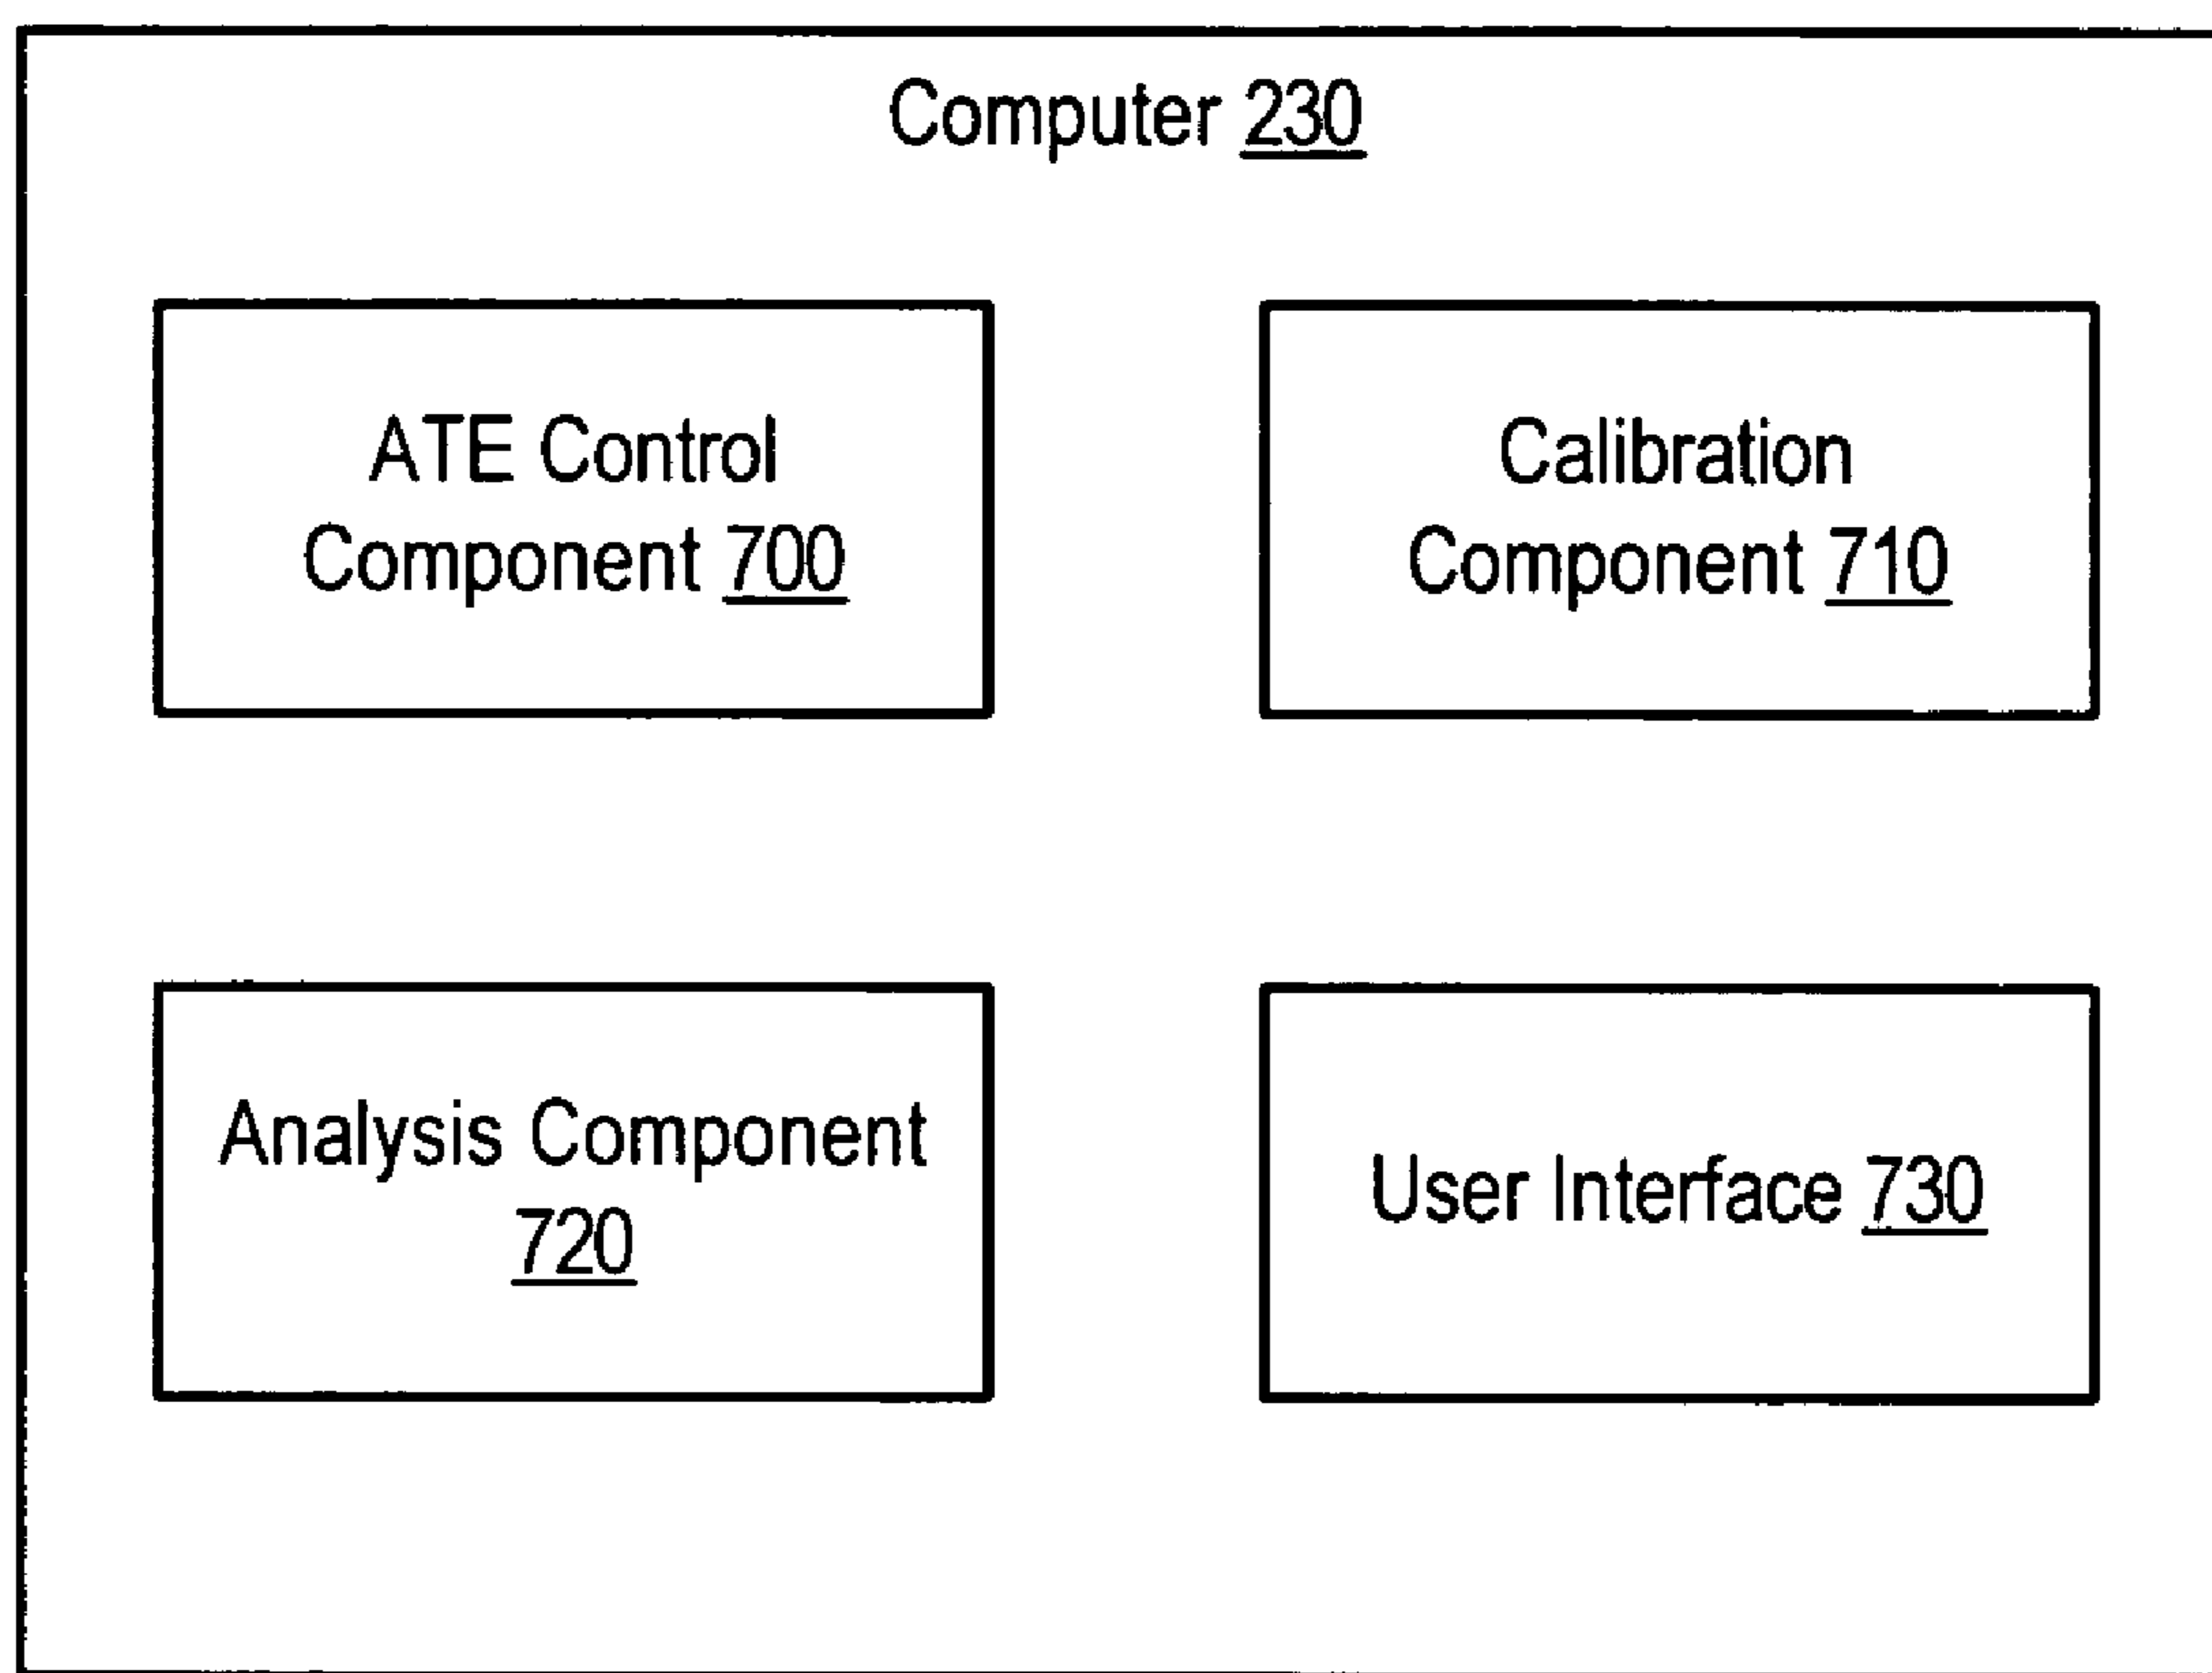 Computer 230
ATE Control
Component 700
Calibration
Component 710
Analysis Component
720
User Interface 730